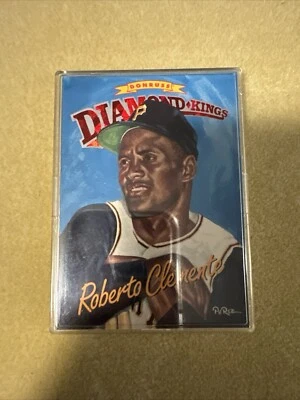 DONRUSS
DIAMOND KINGS
P
Roberto Clemente